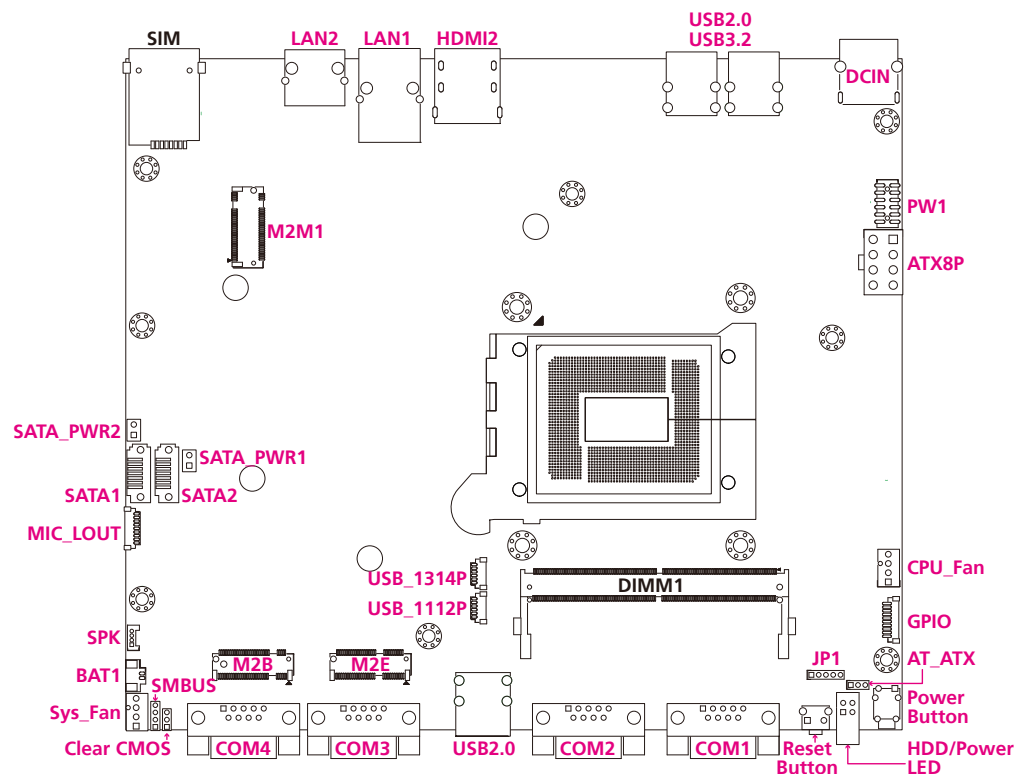 USB2.0
SIM LAN2 LAN1 HDMI2 USB3.2
DCIN
PW1
M2M1
ATX8P
SATA_PWR2
SATA_PWR1
SATA1 SATA2
MIC_LOUT
CPU_Fan
USB_1314P
DIMM1
USB_1112P
GPIO
SPK
M2B M2E JP1 AT_ATX
BAT1
SMBUS
Power
Button
Sys_Fan
Clear CMOS
COM4 COM3 USB2.0 COM2 COM1
Reset
Button
HDD/Power
LED